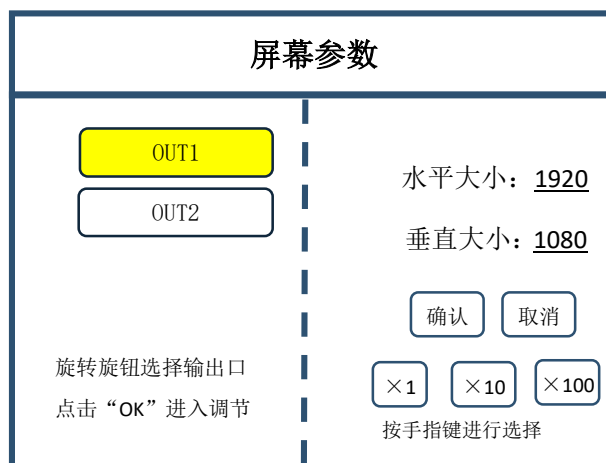 屏幕参数
OUT1
OUT2
旋转旋钮选择输出口
点击“OK”进入调节
水平大小：1920
垂直大小：1080
确认 取消
×1 ×10 ×100
按手指键进行选择